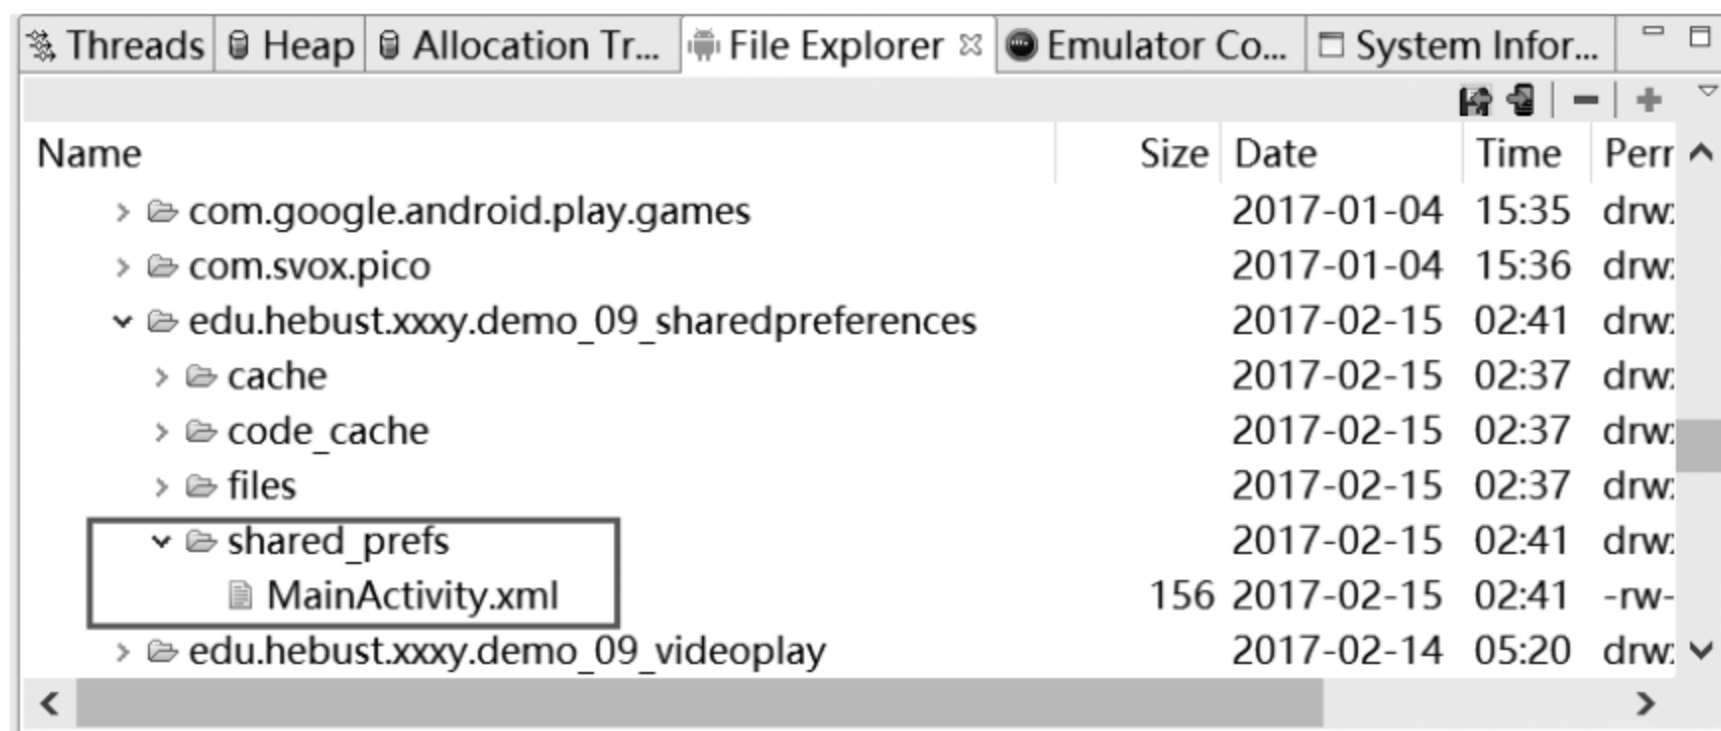 Threads Heap Allocation Tr... File Explorer Emulator Co... System Infor...
Name Size Date Time Perr
com.google.android.play.games 2017-01-04 15:35 drw
com.svox.pico 2017-01-04 15:36 drw
edu.hebust.xxxy.demo_09_sharedpreferences 2017-02-15 02:41 drw
cache 2017-02-15 02:37 drw
code_cache 2017-02-15 02:37 drw
files 2017-02-15 02:37 drw
shared_prefs 2017-02-15 02:41 drw
MainActivity.xml 156 2017-02-15 02:41 -rw-
edu.hebust.xxxy.demo_09_videoplay 2017-02-14 05:20 drw